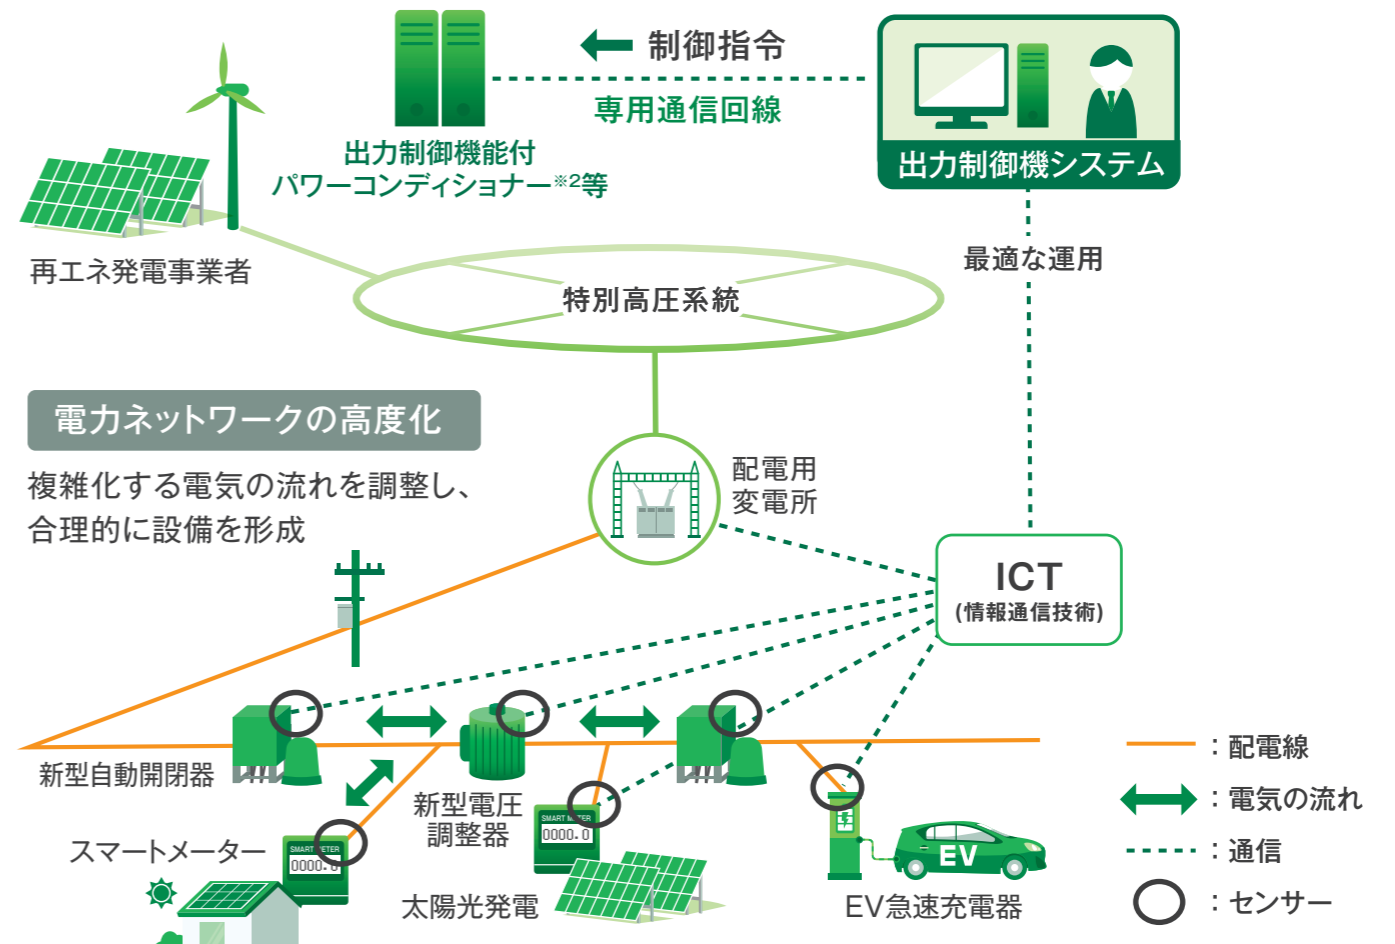 制御指令
専用通信回線
出力制御機能付
パワーコンディショナー※2等
出力制御機システム
再エネ発電事業者
最適な運用
特別高圧系統
電力ネットワークの高度化
複雑化する電気の流れを調整し、
合理的に設備を形成
配電用
変電所
ICT
(情報通信技術)
新型自動開閉器
新型電圧
調整器
スマートメーター
SMART METER
0000.0
SMART METER
0000.0
太陽光発電
EV
EV急速充電器
：配電線
：電気の流れ
：通信
：センサー